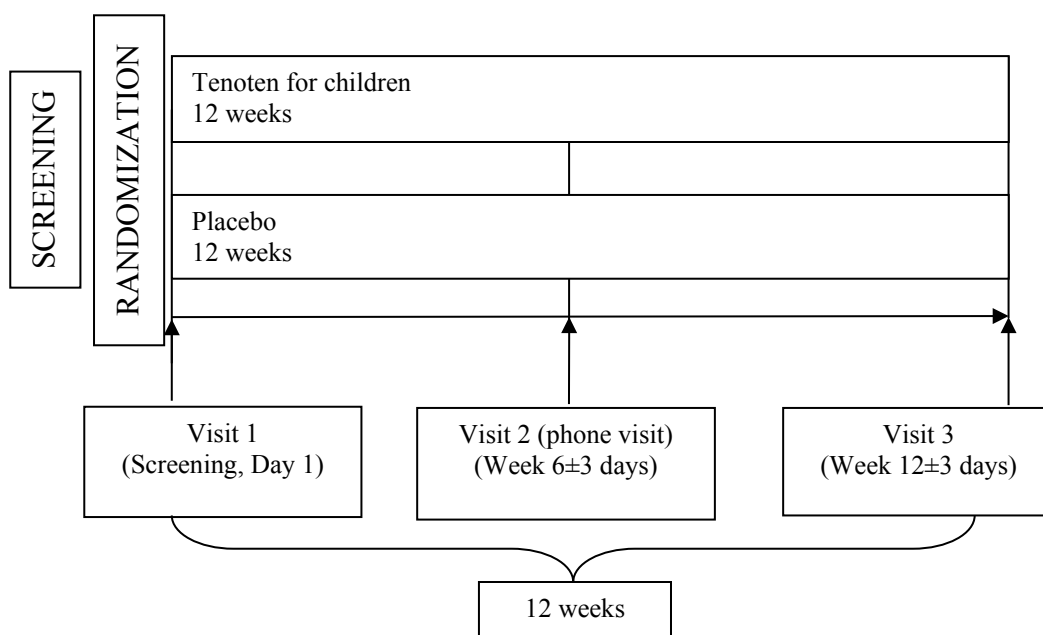 SCREENING
RANDOMIZATION
Tenoten for children
12 weeks
Placebo
12 weeks
Visit 1
(Screening, Day 1)
Visit 2 (phone visit)
(Week 6±3 days)
Visit 3
(Week 12±3 days)
12 weeks